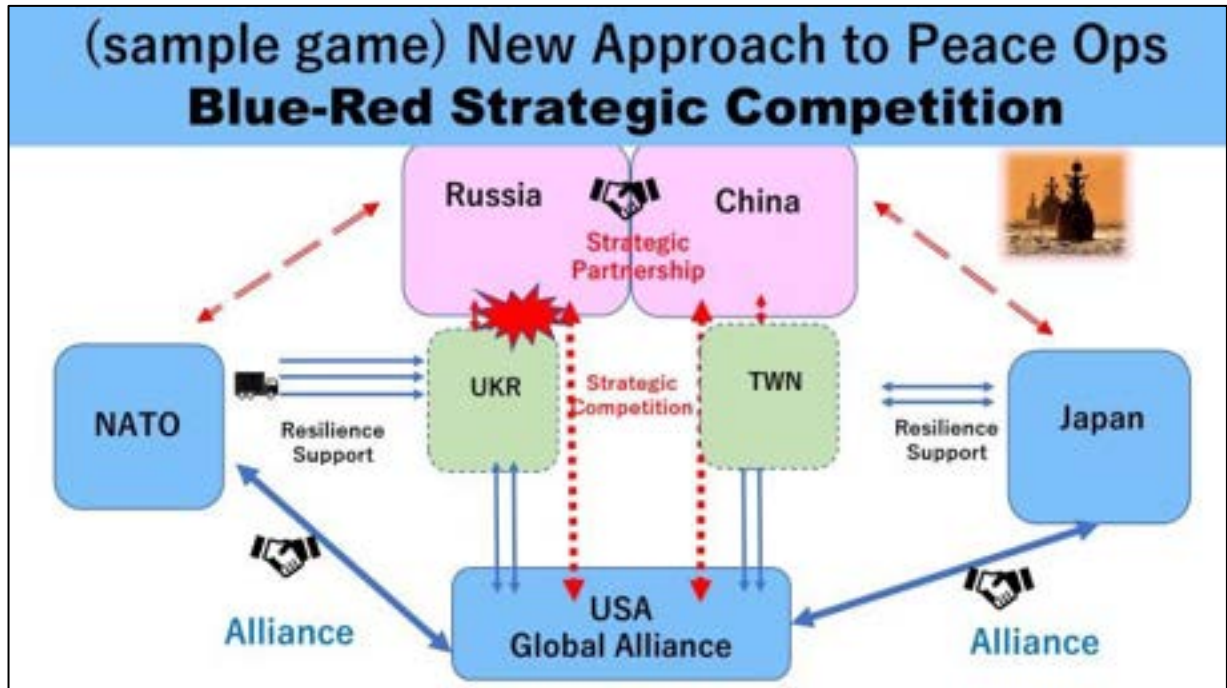 (sample game) New Approach to Peace Ops
Blue-Red Strategic Competition
Russia
China
Strategic
Partnership
NATO
Resilience
Support
UKR
Strategic
Competition
TWN
Resilience
Support
Japan
Alliance
USA
Global Alliance
Alliance